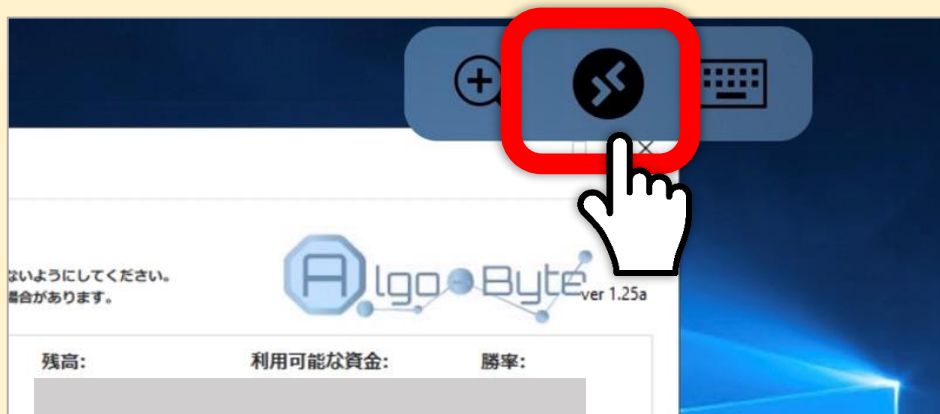 ないようにしてください。
場合があります。
Algo-Byte
ver 1.25a
残高:
利用可能な資金:
勝率: